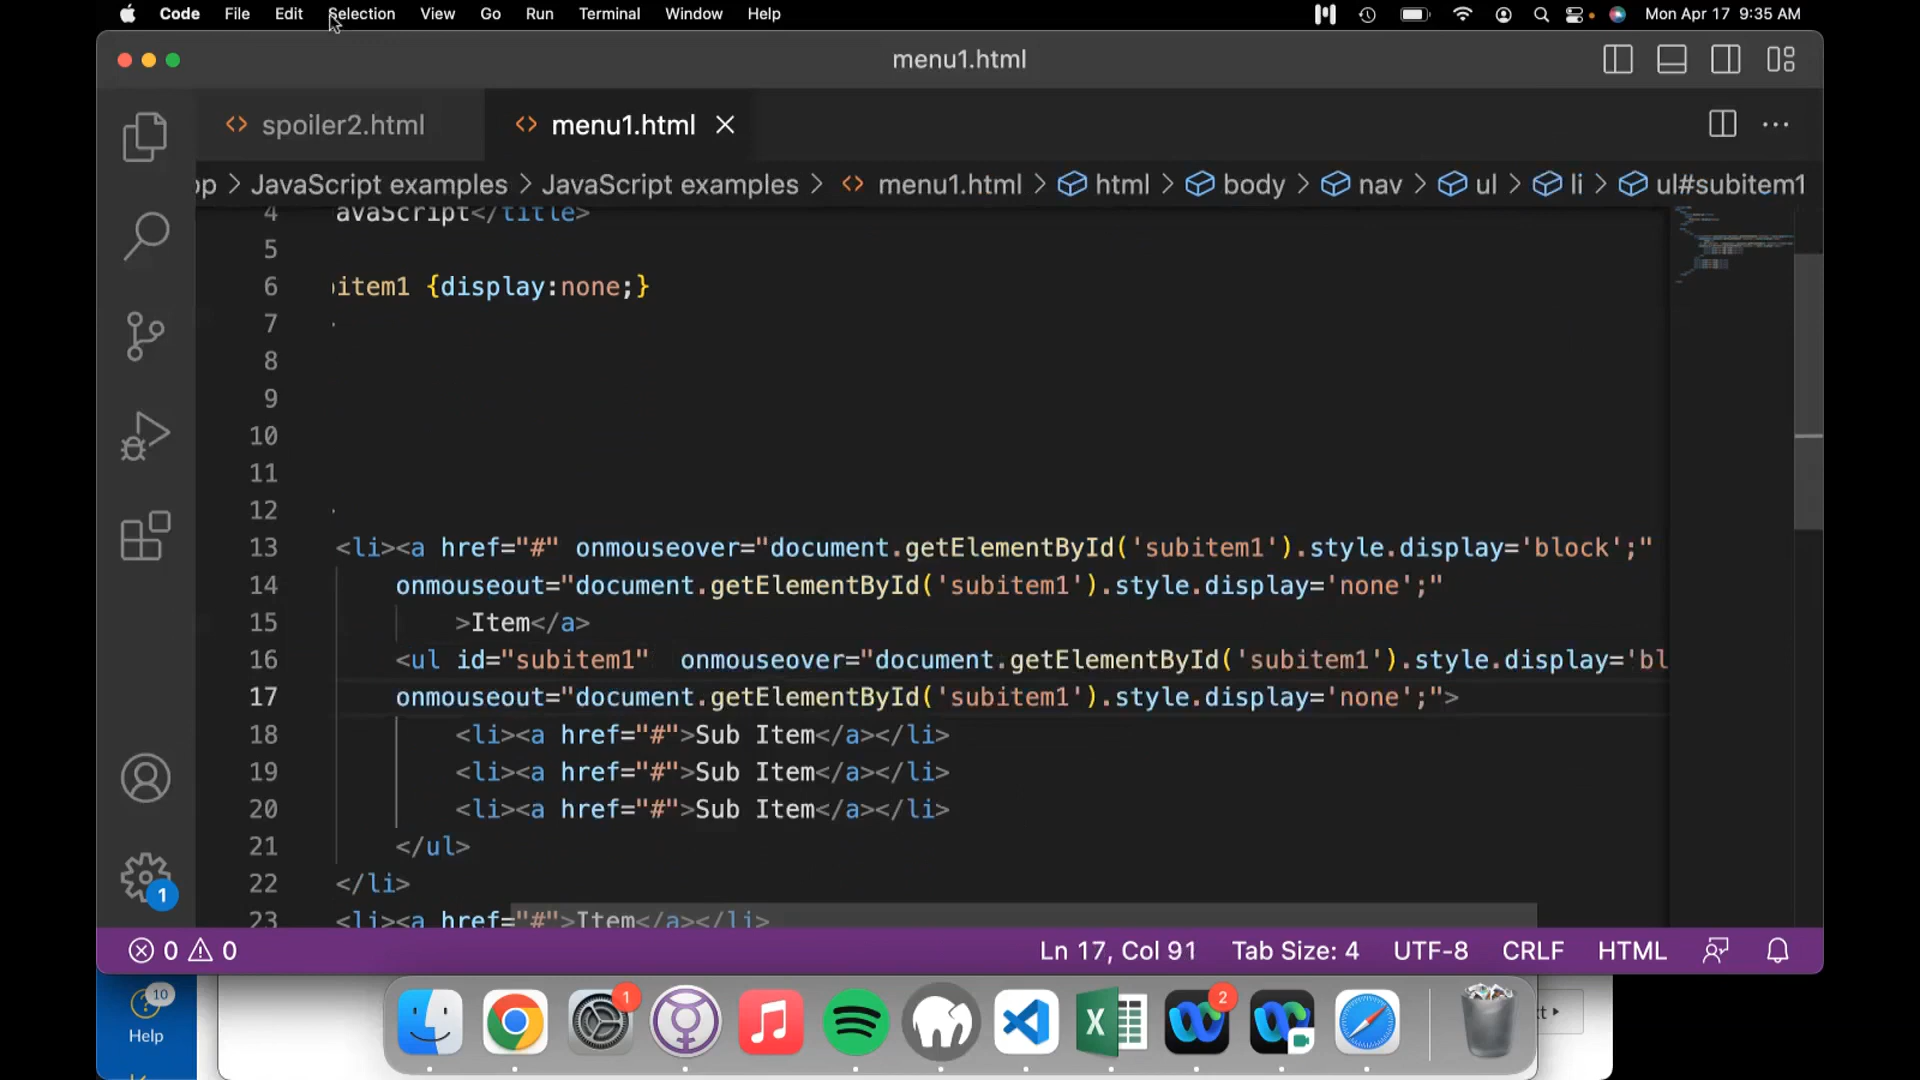 Code File Edit Selection View Go Run Terminal Window Help Mon Apr 17 9:35 AM
menu1.html
<> spoiler2.html <> menu1.html
op > JavaScript examples > JavaScript examples > <> menu1.html > html > body > nav > ul > li > ul#subitem1
4 avaScript</title>
5
6 item1 {display:none;}
7
8
9
10
11
12
13 <li><a href="#" onmouseover="document.getElementById('subitem1').style.display='block';"
14 onmouseout="document.getElementById('subitem1').style.display='none';"
15 >Item</a>
16 <ul id="subitem1"  onmouseover="document.getElementById('subitem1').style.display='bl
17 onmouseout="document.getElementById('subitem1').style.display='none';">
18 <li><a href="#">Sub Item</a></li>
19 <li><a href="#">Sub Item</a></li>
20 <li><a href="#">Sub Item</a></li>
21 </ul>
22 </li>
23 <li><a href="#">Item</a></li>
1
0 0 Ln 17, Col 91 Tab Size: 4 UTF-8 CRLF HTML
10
Help
1
X
2